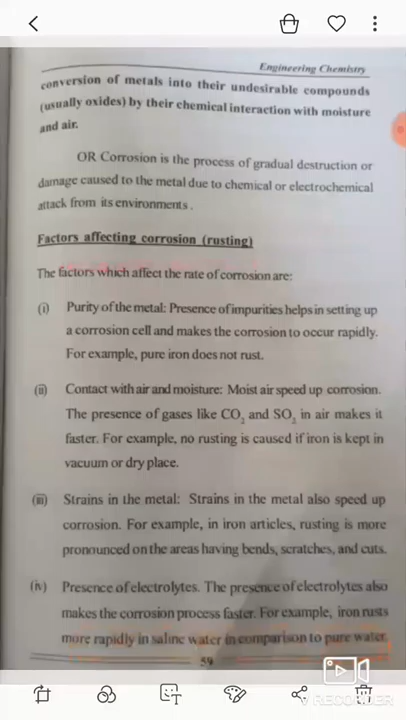 Engineering Chemistry
conversion of metals into their undesirable compounds
(usually oxides) by their chemical interaction with moisture
and air.
OR Corrosion is the process of gradual destruction or
damage caused to the metal due to chemical or electrochemical
attack from its environments .
Factors affecting corrosion (rusting)
The factors which affect the rate of corrosion are:
(i) Purity of the metal: Presence of impurities helps in setting up
a corrosion cell and makes the corrosion to occur rapidly.
For example, pure iron does not rust.
(ii) Contact with air and moisture: Moist air speed up corrosion.
The presence of gases like CO₂ and SO₂ in air makes it
faster. For example, no rusting is caused if iron is kept in
vacuum or dry place.
(iii) Strains in the metal: Strains in the metal also speed up
corrosion. For example, in iron articles, rusting is more
pronounced on the areas having bends, scratches, and cuts.
(iv) Presence of electrolytes. The presence of electrolytes also
makes the corrosion process faster. For example, iron rusts
more rapidly in saline water in comparison to pure water.
59
V RECORDER